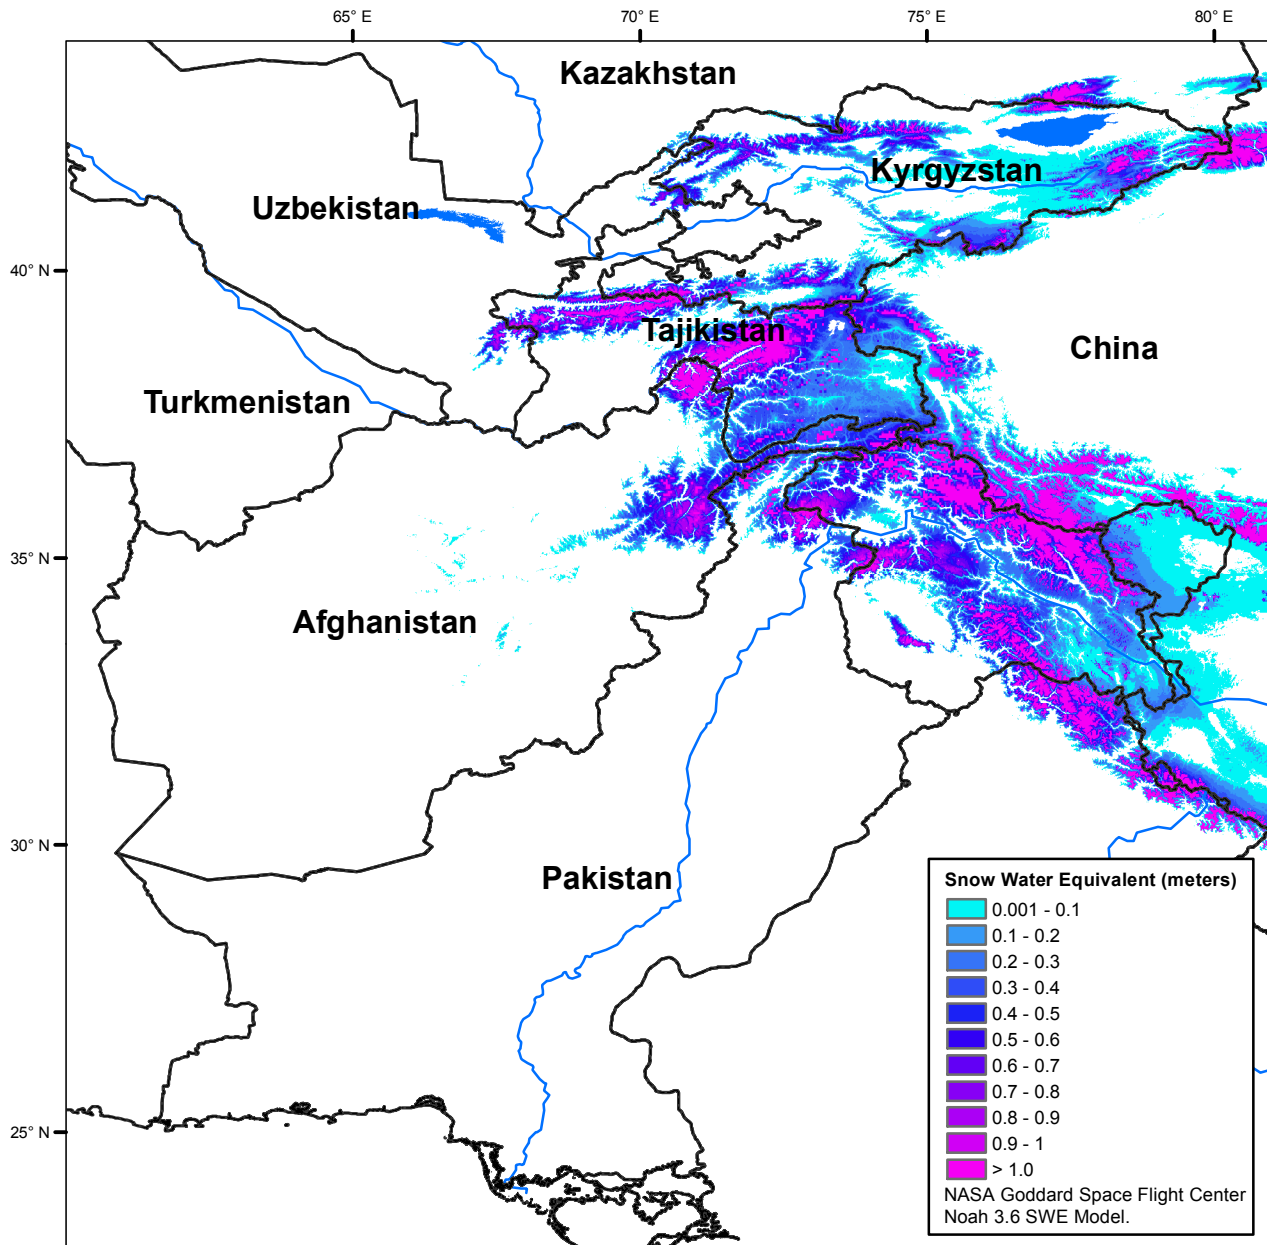 65° E
70° E
75° E
80° E
Kazakhstan
Kyrgyzstan
Uzbekistan
40° N
Tajikistan
China
Turkmenistan
35° N
Afghanistan
30° N
Pakistan
25° N
Snow Water Equivalent (meters)
0.001 - 0.1
0.1 - 0.2
0.2 - 0.3
0.3 - 0.4
0.4 - 0.5
0.5 - 0.6
0.6 - 0.7
0.7 - 0.8
0.8 - 0.9
0.9 - 1
> 1.0
NASA Goddard Space Flight Center
Noah 3.6 SWE Model.